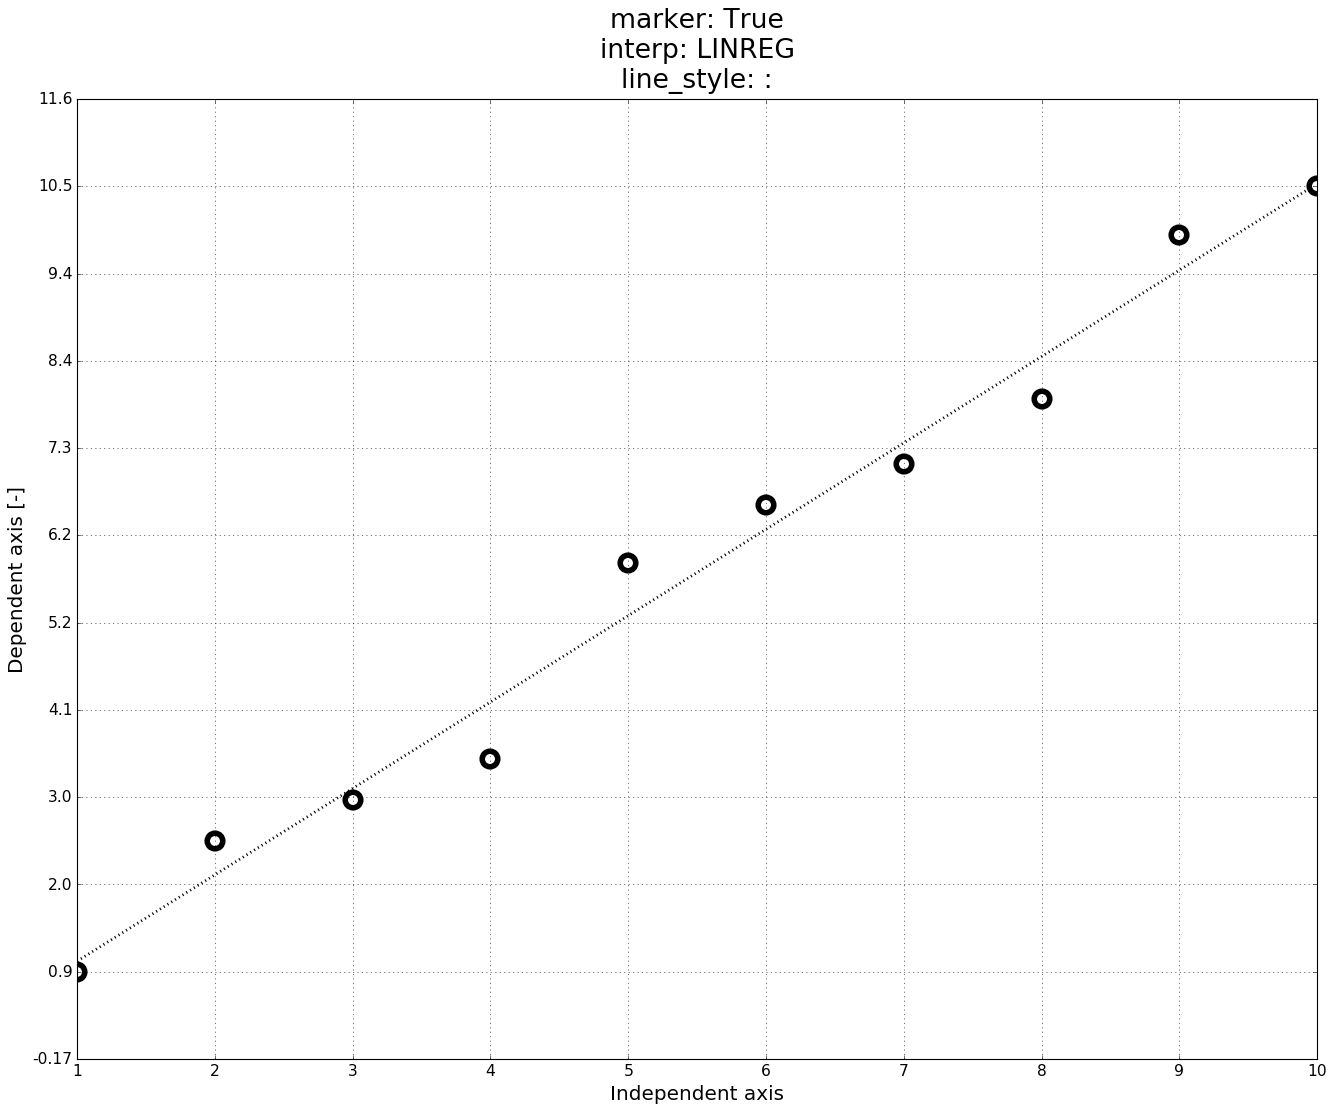 marker: True
interp: LINREG
line_style: :
11.6
10.5
9.4
8.4
7.3
6.2
5.2
4.1
3.0
2.0
0.9
-0.17
Dependent axis [-]
1 2 3 4 5 6 7 8 9 10
Independent axis